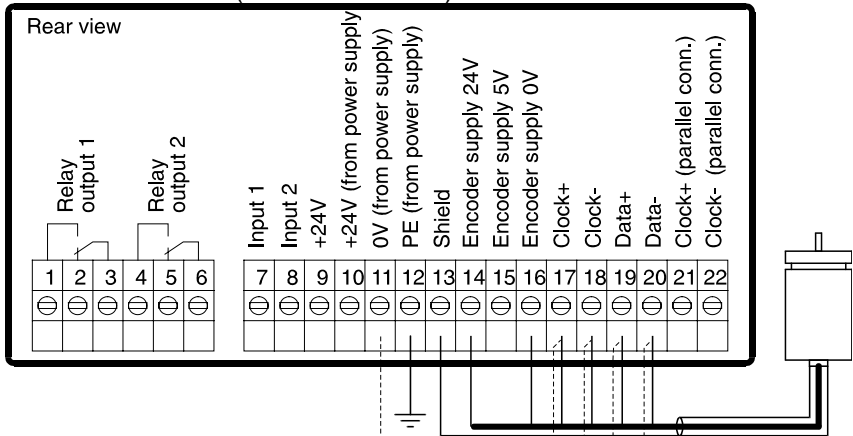 Rear view
Relay
output 1
Relay
output 2
Input 1
Input 2
+24V
+24V (from power supply
0V (from power supply)
PE (from power supply)
Shield
Encoder supply 24V
Encoder supply 5V
Encoder supply 0V
Clock+
Clock-
Data+
Data-
Clock+ (parallel conn.)
Clock- (parallel conn.)
1 2 3 4 5 6 7 8 9 10 11 12 13 14 15 16 17 18 19 20 21 22